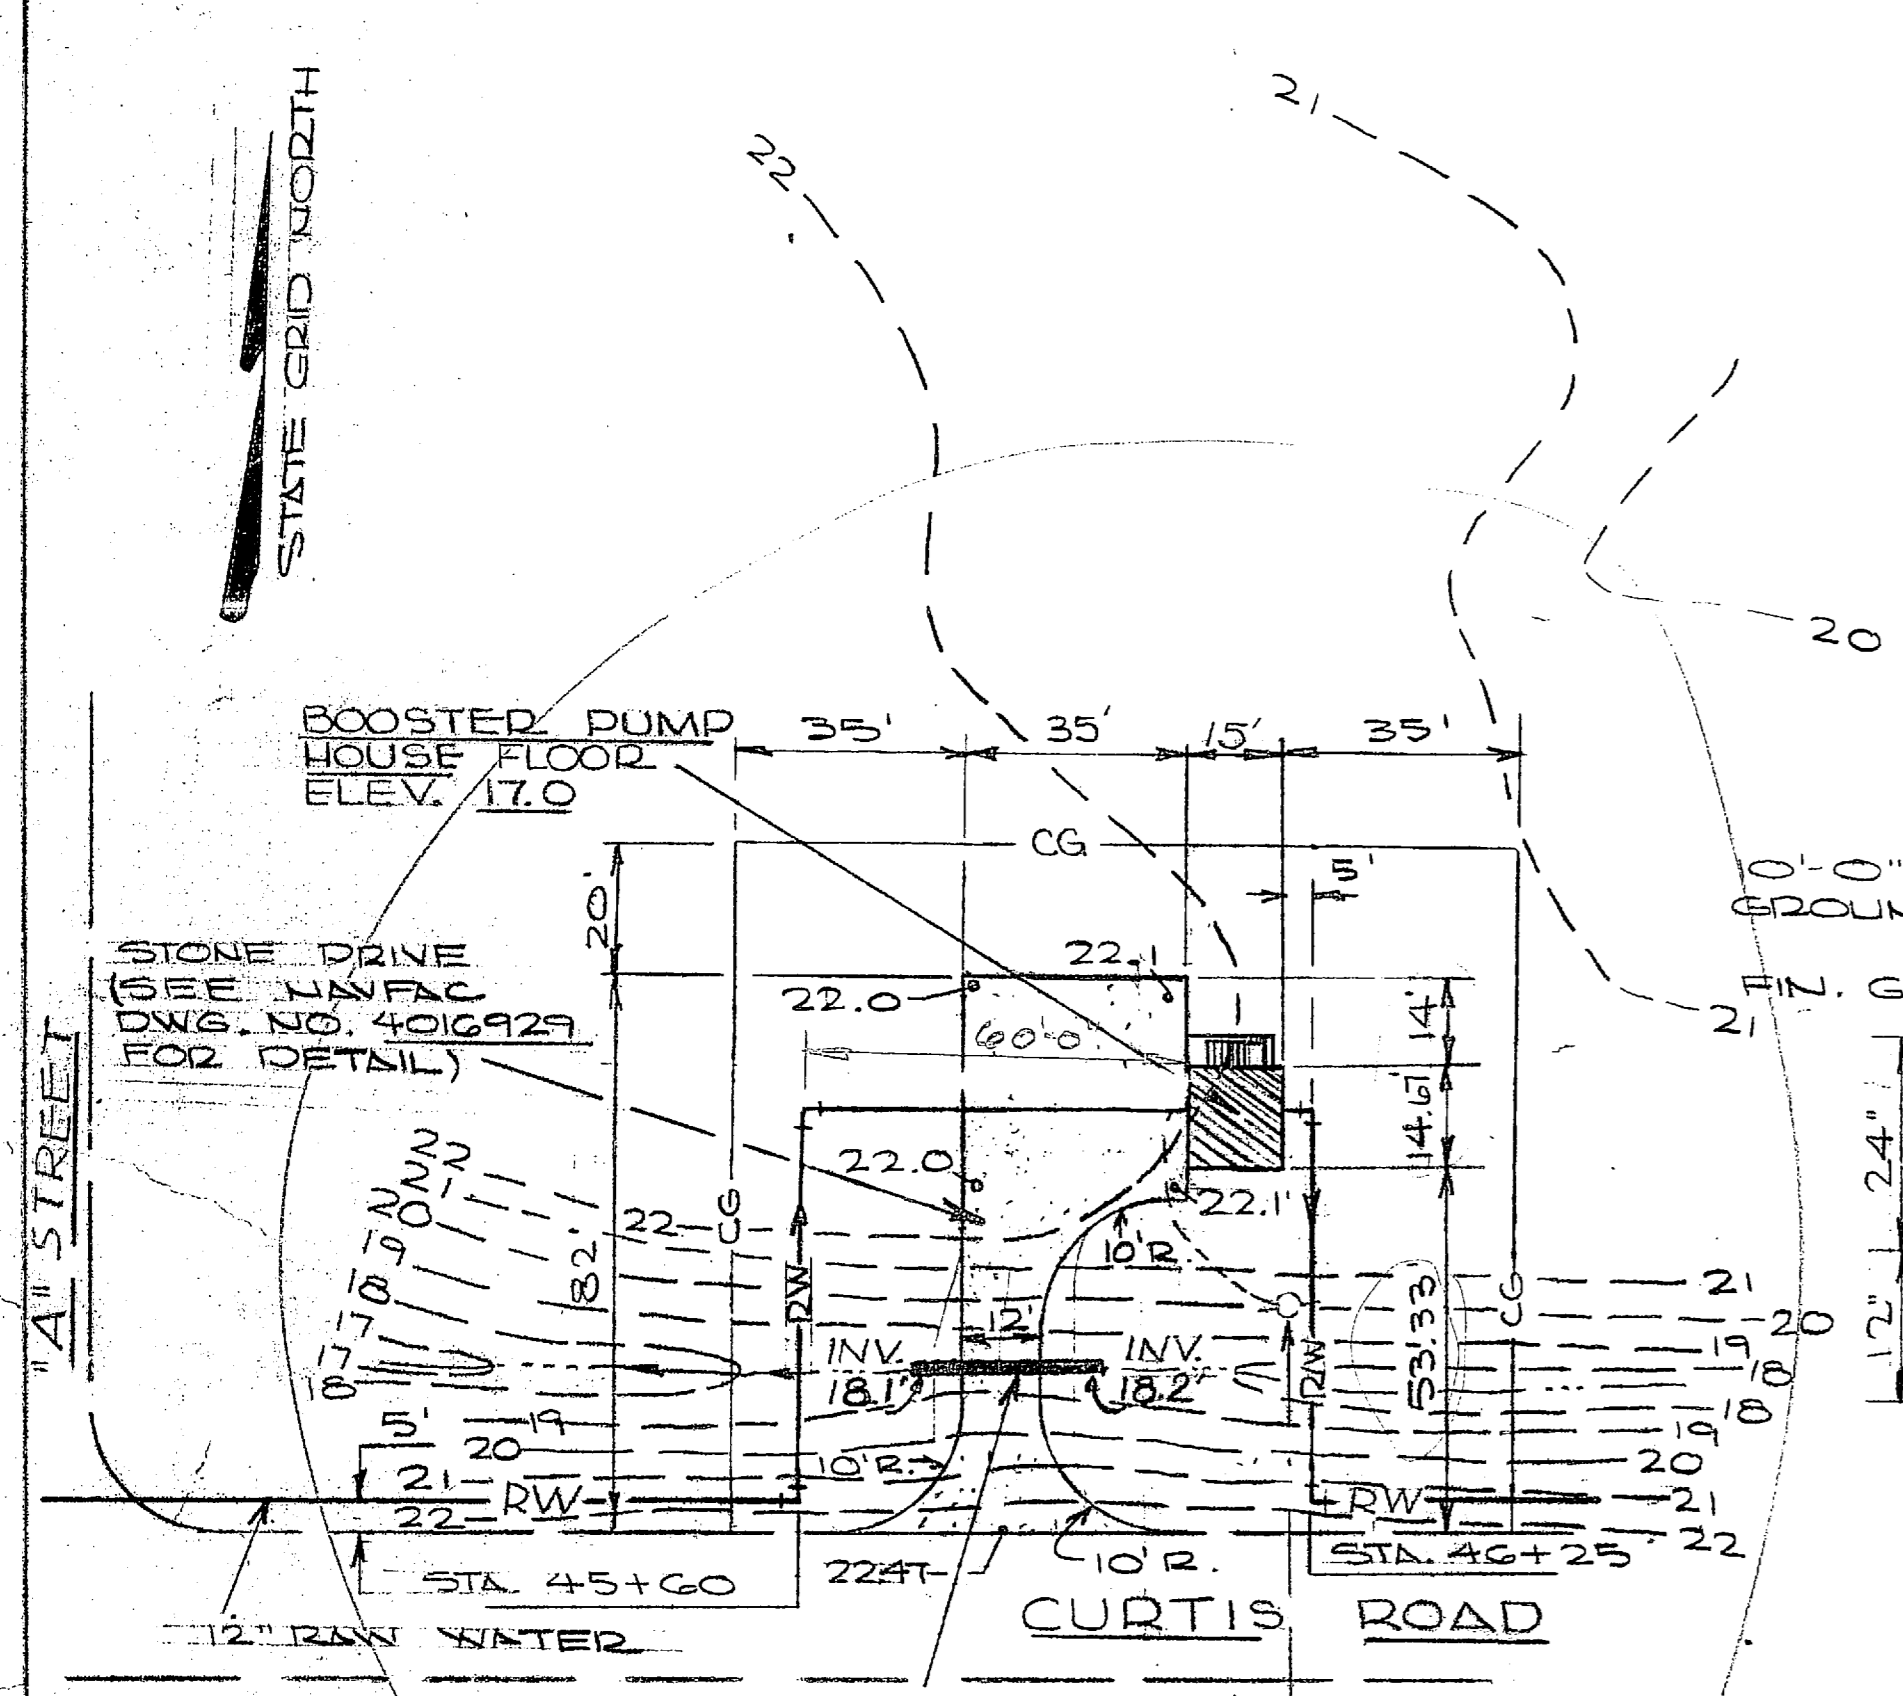 STATE GRID NORTH
22
21
20
BOOSTER PUMP
HOUSE FLOOR
ELEV. 17.0
35'
35'
15'
35'
CG
5'
20'
0'-0"
STONE DRIVE
(SEE NAVFAC
DWG. NO. 4016929
FOR DETAIL)
22.1
22.0
60'-0"
14'
21
FIN. G
"A" STREET
14.67'
24"
12"
22
21
20
19
18
17
17
18
22.0
22.1'
22
CG
82'
RW
10'R.
12'
INV.
18.1'
INV.
18.2'
RW
53'.33
CG
21
20
19
18
18
19
20
21
22
5'
19
20
21
22
RW
10'R.
RW
STA. 45+60
22.47
10'R.
STA. 46+25
12" RAW WATER
CURTIS ROAD